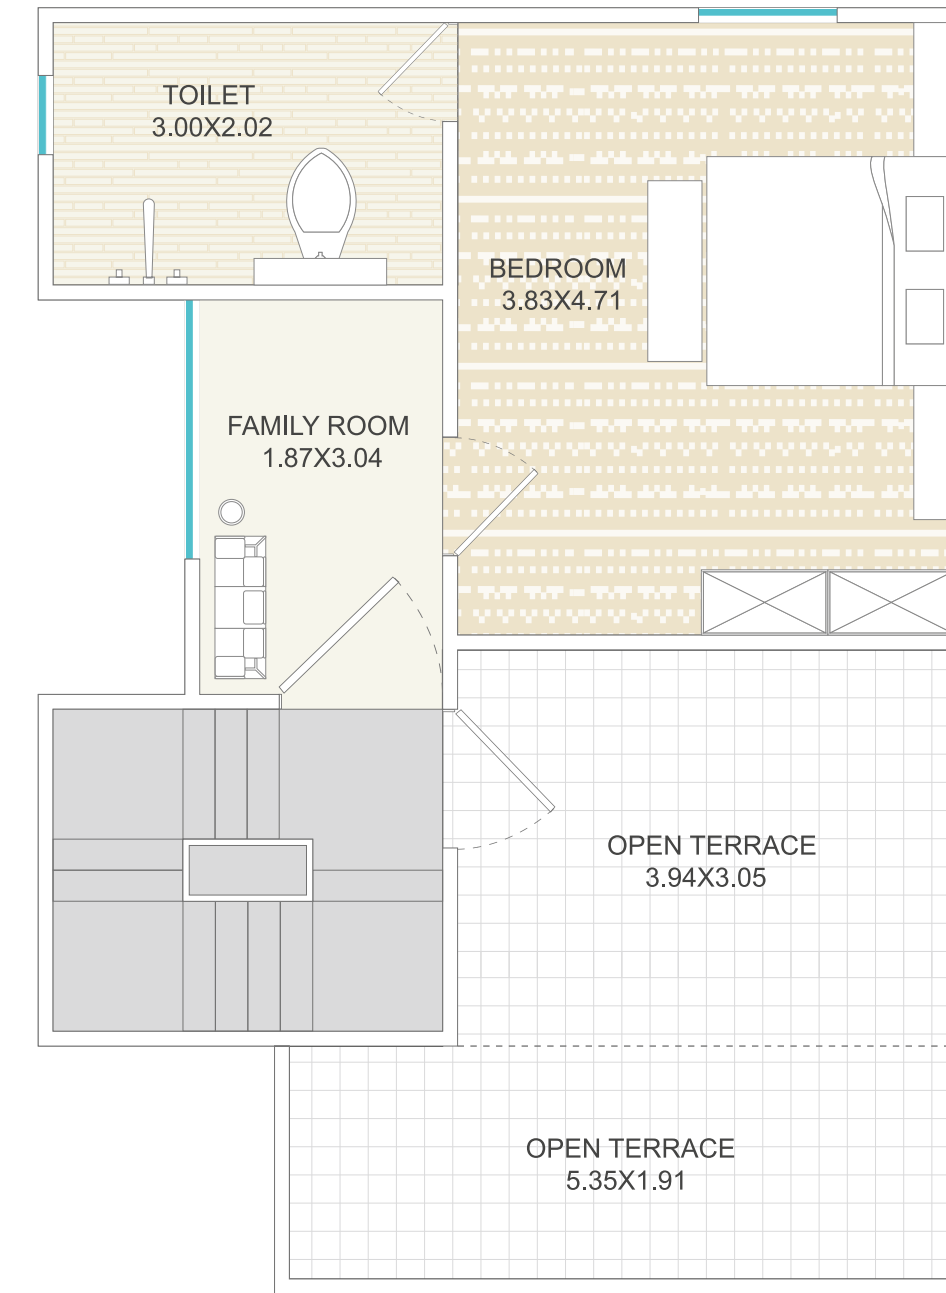 TOILET
3.00X2.02
BEDROOM
3.83X4.71
FAMILY ROOM
1.87X3.04
OPEN TERRACE
3.94X3.05
OPEN TERRACE
5.35X1.91